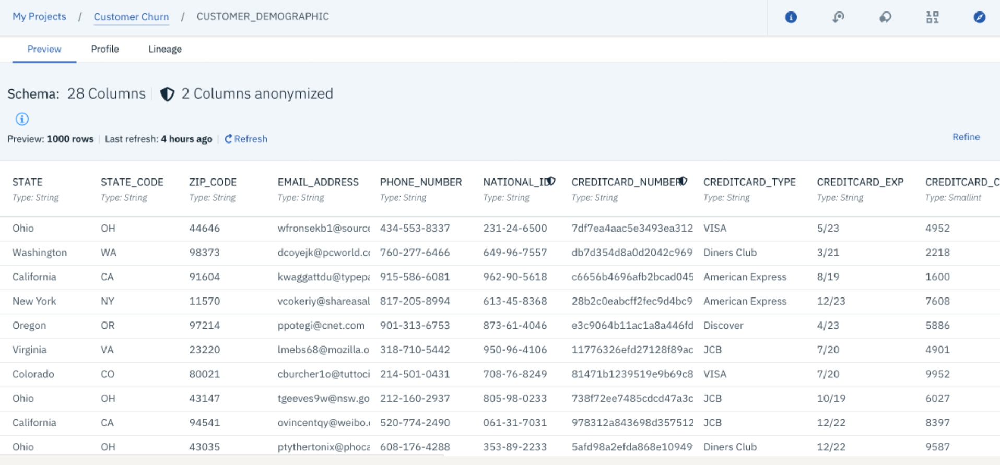 My Projects / Customer Churn / CUSTOMER_DEMOGRAPHIC
Preview Profile Lineage
Schema: 28 Columns 2 Columns anonymized
Preview: 1000 rows Last refresh: 4 hours ago Refresh Refine
STATE STATE_CODE ZIP_CODE EMAIL_ADDRESS PHONE_NUMBER NATIONAL_ID CREDITCARD_NUMBER CREDITCARD_TYPE CREDITCARD_EXP CREDITCARD_C
Type: String Type: String Type: String Type: String Type: String Type: String Type: String Type: String Type: String Type: Smallint
Ohio OH 44646 wfronsekb1@source 434-553-8337 231-24-6500 7df7ea4aac5e3493ea312 VISA 5/23 4952
Washington WA 98373 dcoyejk@pcworld.c 760-277-6466 649-96-7557 db7d354d8a0d2042c969 Diners Club 3/21 2218
California CA 91604 kwaggattdu@typepa 915-586-6081 962-90-5618 c6656b4696afb2bcad045 American Express 8/19 1600
New York NY 11570 vcokeriy@shareasal 817-205-8994 613-45-8368 28b2c0eabcff2fec9d4bc9 American Express 12/23 7608
Oregon OR 97214 ppotegi@cnet.com 901-313-6753 873-61-4046 e3c9064b11ac1a8a446fd Discover 4/23 5886
Virginia VA 23220 lmebs68@mozilla.o 318-710-5442 950-96-4106 11776326efd27128f89ac JCB 7/20 4901
Colorado CO 80021 cburcher1o@tuttoci 214-501-0431 708-76-8249 81471b1239519e9b69c8 VISA 7/20 9952
Ohio OH 43147 tgeeves9w@nsw.go 212-160-2937 805-98-0233 738f72ee7485cdcd47a3c JCB 10/19 6027
California CA 94541 ovincentqy@weibo. 520-774-2490 061-31-7031 978312a843698d357512 JCB 12/22 8397
Ohio OH 43035 ptythertonix@phoca 608-176-4288 353-89-2233 5afd98a2efda868e10949 Diners Club 12/22 9587